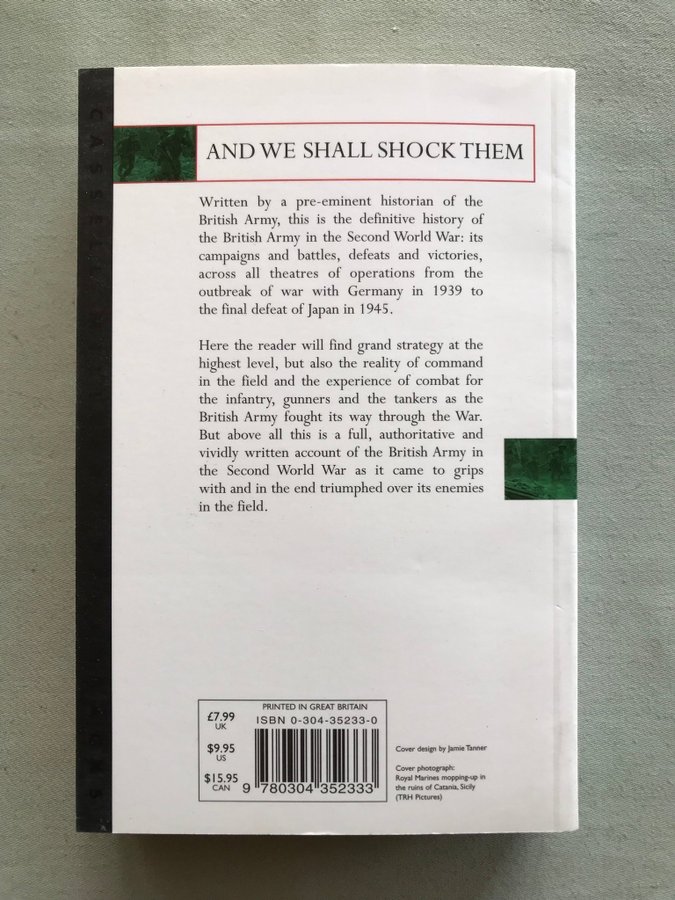 AND WE SHALL SHOCK THEM
Written by a pre-eminent historian of the
British Army, this is the definitive history of
the British Army in the Second World War: its
campaigns and battles, defeats and victories,
across all theatres of operations from the
outbreak of war with Germany in 1939 to
the final defeat of Japan in 1945.
Here the reader will find grand strategy at the
highest level, but also the reality of command
in the field and the experience of combat for
the infantry, gunners and the tankers as the
British Army fought its way through the War.
But above all this is a full, authoritative and
vividly written account of the British Army in
the Second World War as it came to grips
with and in the end triumphed over its enemies
in the field.
PRINTED IN GREAT BRITAIN
ISBN 0-304-35233-0
£7.99
UK
$9.95
US
$15.95
CAN
9 780304 352333
Cover design by Jamie Tanner
Cover photograph:
Royal Marines mopping-up in
the ruins of Catania, Sicily
(TRH Pictures)